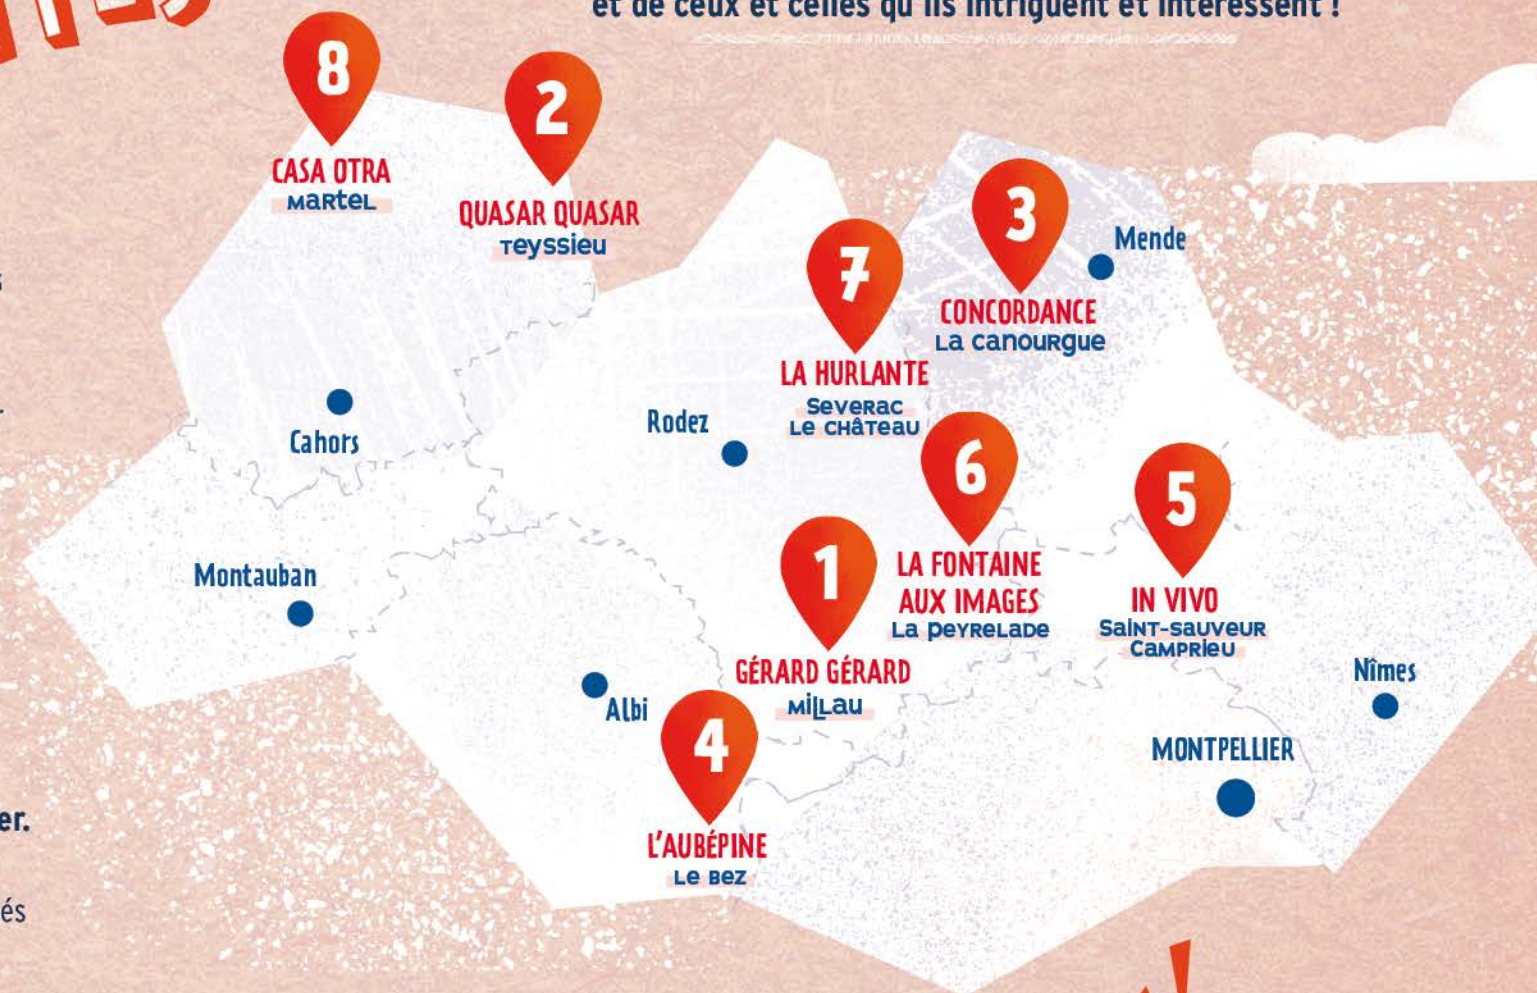 et de ceux et celles qu'ils intriguent et intéressent !
8
CASA OTRA
Martel
2
QUASAR QUASAR
Teyssieu
7
LA HURLANTE
Severac
Le Château
3
CONCORDANCE
La Canourgue
Mende
Cahors
Rodez
6
LA FONTAINE
AUX IMAGES
La Peyrelade
5
IN VIVO
Saint-Sauveur
Camprieu
1
GÉRARD GÉRARD
Millau
Montauban
Albi
4
L'AUBÉPINE
Le Bez
Nîmes
MONTPELLIER
er.
és
!